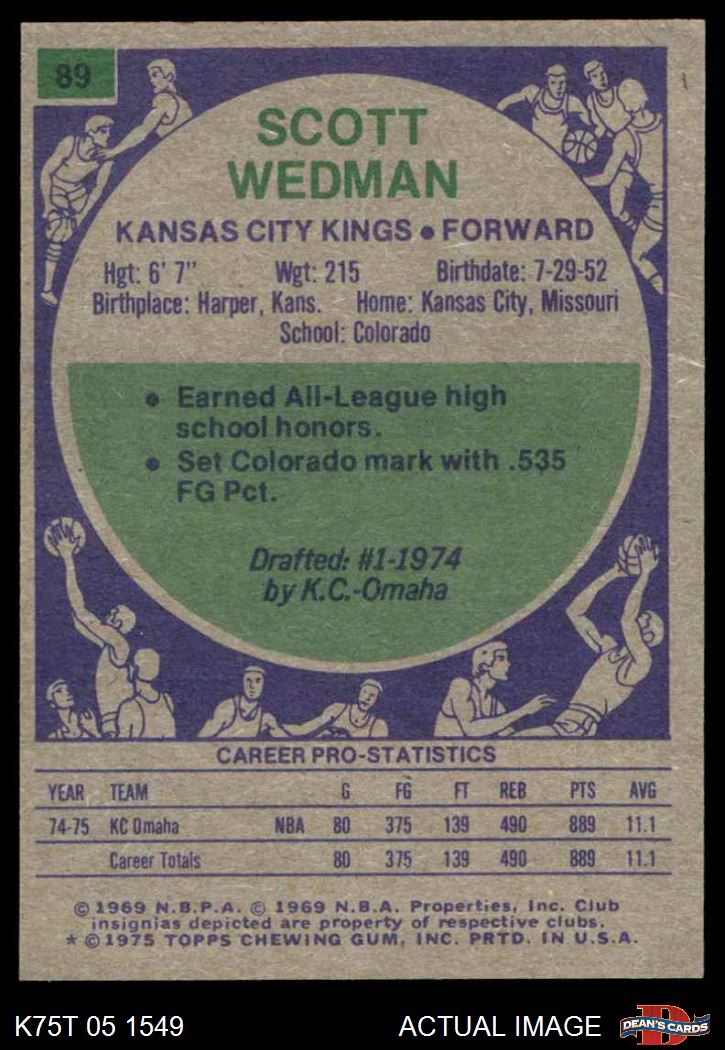 89
SCOTT
WEDMAN
KANSAS CITY KINGS • FORWARD
Hgt: 6' 7" Wgt: 215 Birthdate: 7-29-52
Birthplace: Harper, Kans. Home: Kansas City, Missouri
School: Colorado
• Earned All-League high
school honors.
• Set Colorado mark with .535
FG Pct.
Drafted: #1-1974
by K.C.-Omaha
CAREER PRO-STATISTICS
YEAR TEAM G FG FT REB PTS AVG
74-75 KC Omaha NBA 80 375 139 490 889 11.1
Career Totals 80 375 139 490 889 11.1
© 1969 N.B.P.A. © 1969 N.B.A. Properties, Inc. Club
insignias depicted are property of respective clubs.
* © 1975 TOPPS CHEWING GUM, INC. PRTD. IN U.S.A.
K75T 05 1549 ACTUAL IMAGE D DEAN'S CARDS